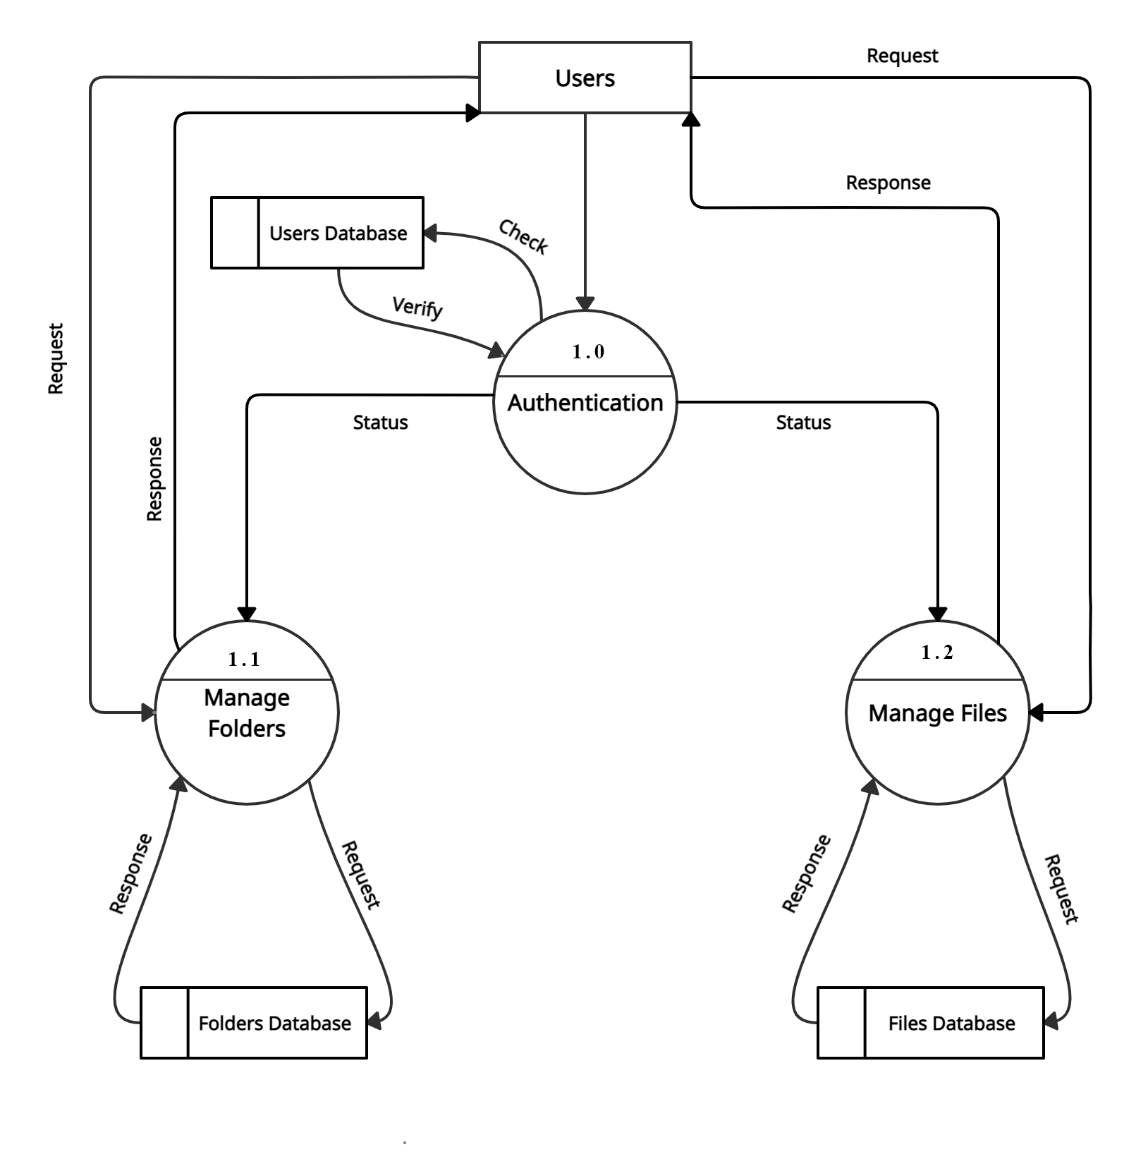 Request
Users
Response
Users Database
Check
Verify
1.0
Authentication
Request
Status
Status
Response
1.1
Manage
Folders
1.2
Manage Files
Response
Request
Response
Request
Folders Database
Files Database